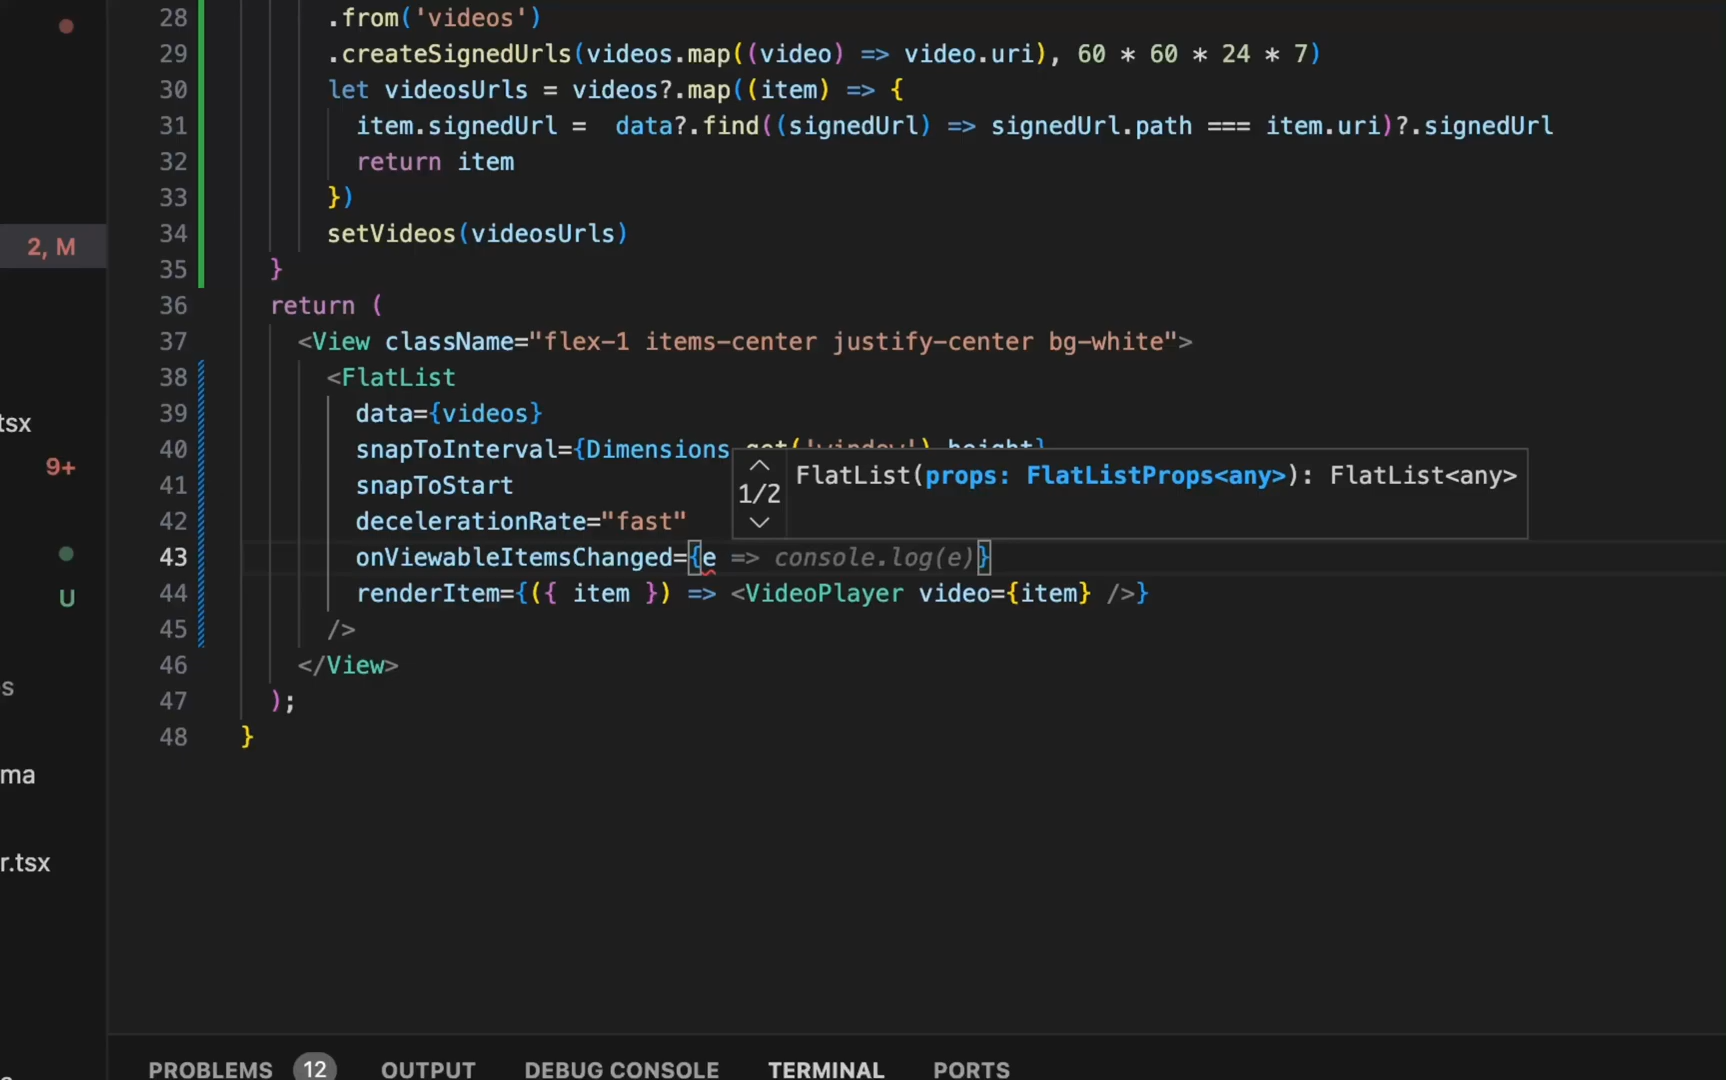 28 .from('videos')
29 .createSignedUrls(videos.map((video) => video.uri), 60 * 60 * 24 * 7)
30 let videosUrls = videos?.map((item) => {
31 item.signedUrl =  data?.find((signedUrl) => signedUrl.path === item.uri)?.signedUrl
32 return item
33 })
2, M 34 setVideos(videosUrls)
35 }
36 return (
37 <View className="flex-1 items-center justify-center bg-white">
38 <FlatList
tsx 39 data={videos}
9+ 40 snapToInterval={Dimensions.get('window').height}
FlatList(props: FlatListProps<any>): FlatList<any>
1/2
41 snapToStart
42 decelerationRate="fast"
43 onViewableItemsChanged={e => console.log(e)}
U 44 renderItem={({ item }) => <VideoPlayer video={item} />}
45 />
46 </View>
s 47 );
48 }
ma
r.tsx
PROBLEMS 12 OUTPUT DEBUG CONSOLE TERMINAL PORTS